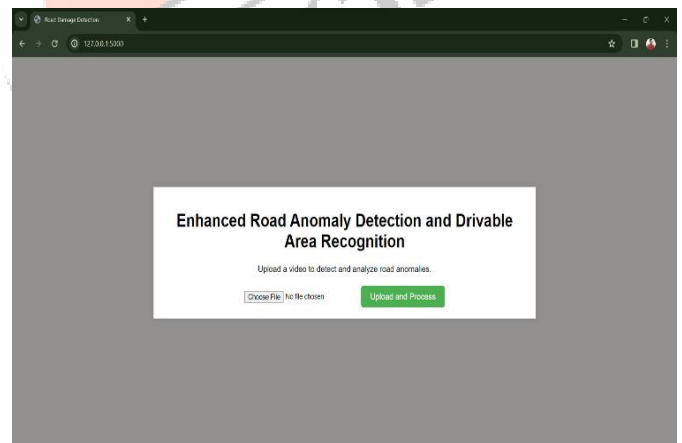 Road Damage Detection
127.0.0.1:5000
Enhanced Road Anomaly Detection and Drivable
Area Recognition
Upload a video to detect and analyze road anomalies.
Choose File No file chosen
Upload and Process